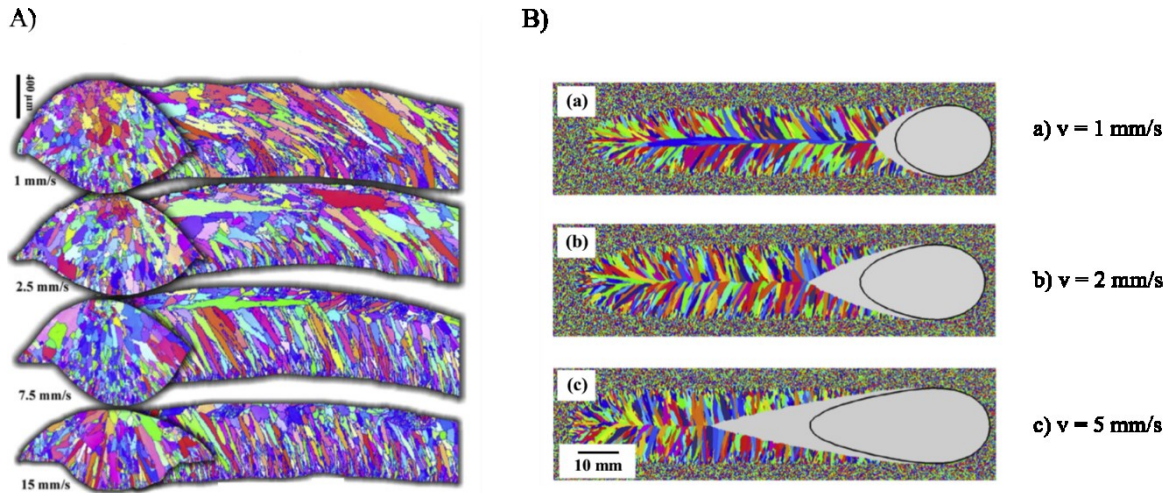 A)
400 µm
1 mm/s
2.5 mm/s
7.5 mm/s
15 mm/s
B)
(a)
a) v = 1 mm/s
(b)
b) v = 2 mm/s
(c)
10 mm
c) v = 5 mm/s